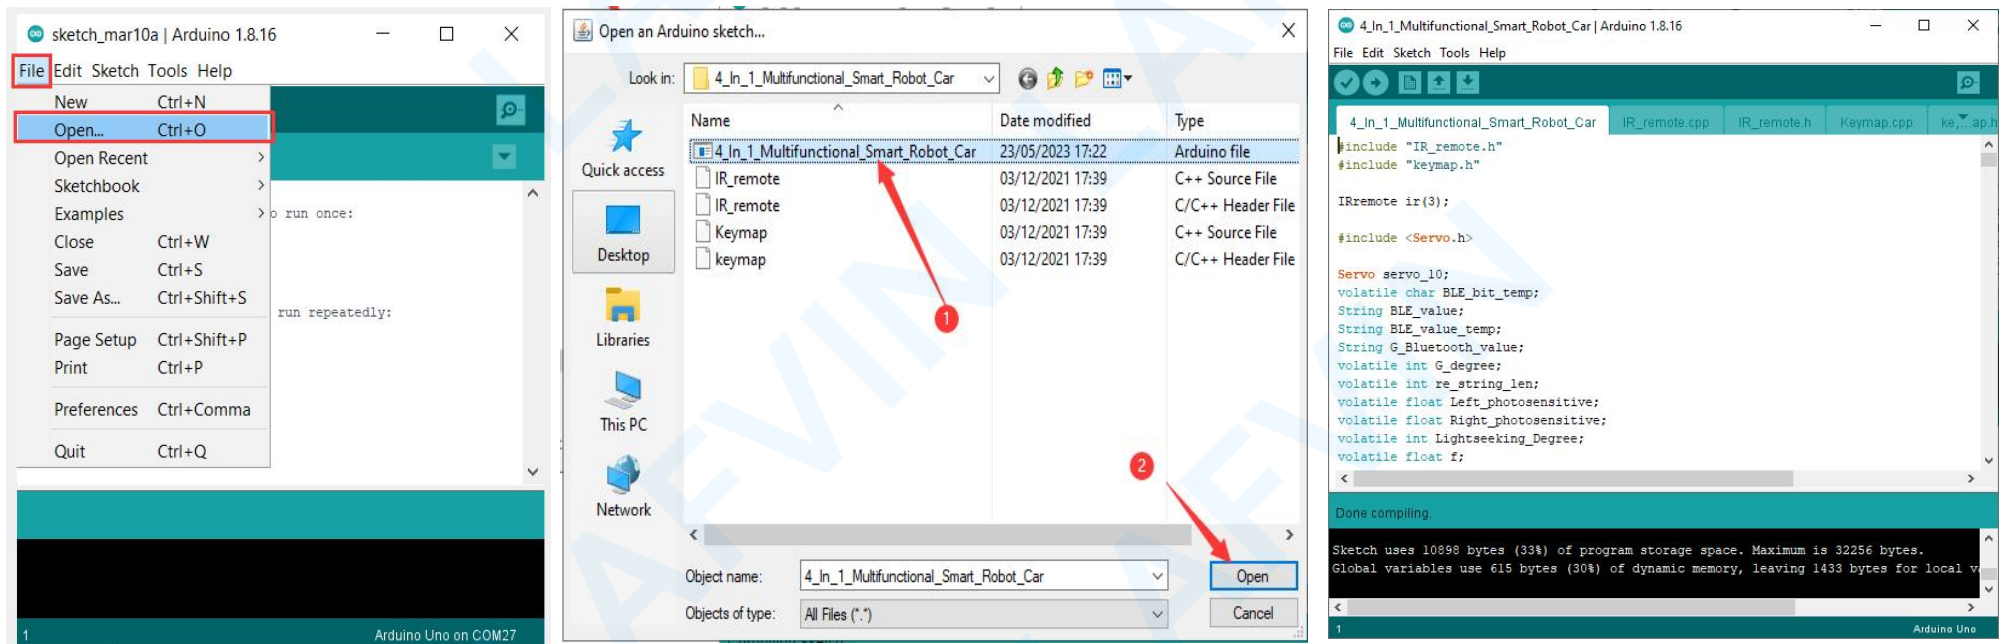 sketch_mar10a | Arduino 1.8.16
File Edit Sketch Tools Help
New Ctrl+N
Open... Ctrl+O
Open Recent
Sketchbook
Examples
Close Ctrl+W
Save Ctrl+S
Save As... Ctrl+Shift+S
Page Setup Ctrl+Shift+P
Print Ctrl+P
Preferences Ctrl+Comma
Quit Ctrl+Q
run once:
run repeatedly:
1 Arduino Uno on COM27
Open an Arduino sketch...
Look in: 4_In_1_Multifunctional_Smart_Robot_Car
Name Date modified Type
4_In_1_Multifunctional_Smart_Robot_Car 23/05/2023 17:22 Arduino file
IR_remote 03/12/2021 17:39 C++ Source File
IR_remote 03/12/2021 17:39 C/C++ Header File
Keymap 03/12/2021 17:39 C++ Source File
keymap 03/12/2021 17:39 C/C++ Header File
Quick access
Desktop
Libraries
This PC
Network
1
2
Object name: 4_In_1_Multifunctional_Smart_Robot_Car Open
Objects of type: All Files (*.*) Cancel
4_In_1_Multifunctional_Smart_Robot_Car | Arduino 1.8.16
File Edit Sketch Tools Help
4_In_1_Multifunctional_Smart_Robot_Car IR_remote.cpp IR_remote.h Keymap.cpp
#include "IR_remote.h"
#include "keymap.h"
IRremote ir(3);
#include <Servo.h>
Servo servo_10;
volatile char BLE_bit_temp;
String BLE_value;
String BLE_value_temp;
String G_Bluetooth_value;
volatile int G_degree;
volatile int re_string_len;
volatile float Left_photosensitive;
volatile float Right_photosensitive;
volatile int Lightseeking_Degree;
volatile float f;
Done compiling.
Sketch uses 10898 bytes (33%) of program storage space. Maximum is 32256 bytes.
Global variables use 615 bytes (30%) of dynamic memory, leaving 1433 bytes for local
1 Arduino Uno
AFVIN LAFVIN LA